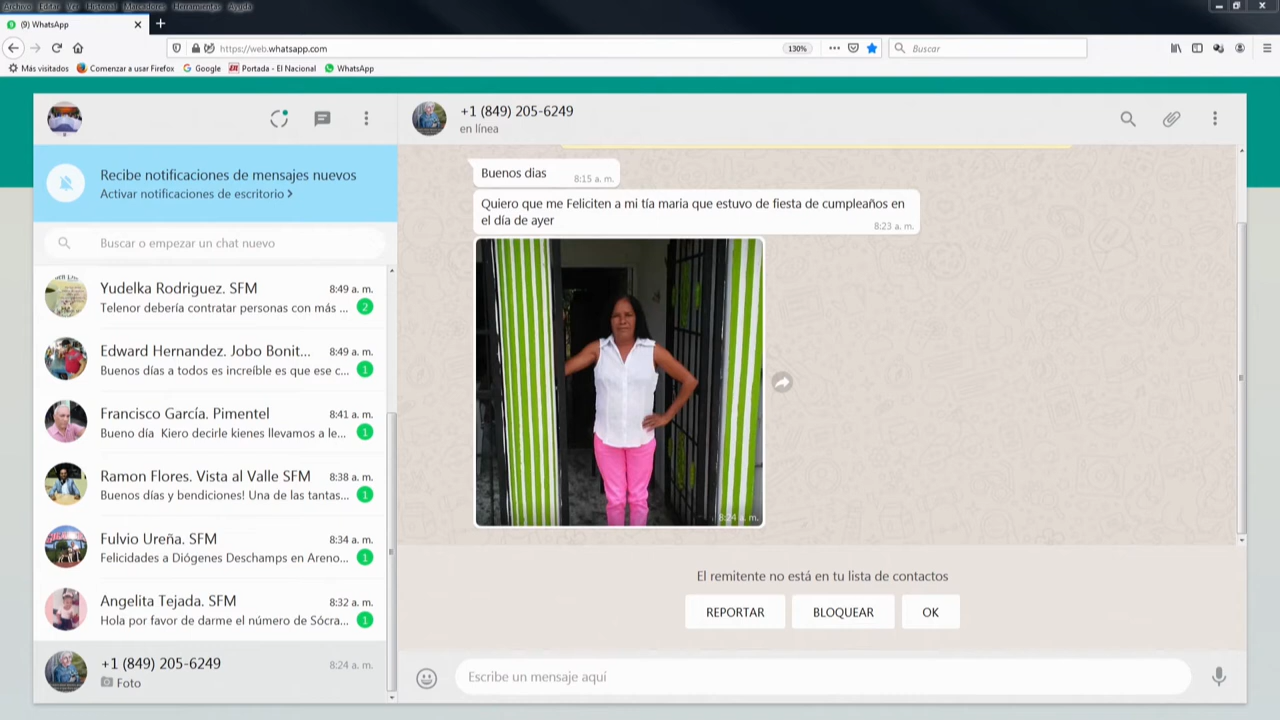 Archivo Editar Ver Historial Marcadores Herramientas Ayuda
(9) WhatsApp
https://web.whatsapp.com
130%
Buscar
Más visitados
Comenzar a usar Firefox
Google
Portada - El Nacional
WhatsApp
+1 (849) 205-6249
en línea
Recibe notificaciones de mensajes nuevos
Activar notificaciones de escritorio >
Buscar o empezar un chat nuevo
Yudelka Rodriguez. SFM 8:49 a. m.
Telenor debería contratar personas con más ... 2
Edward Hernandez. Jobo Bonit... 8:49 a. m.
Buenos días a todos es increíble es que ese c... 1
Francisco García. Pimentel 8:41 a. m.
Bueno día Kiero decirle kienes llevamos a le... 1
Ramon Flores. Vista al Valle SFM 8:38 a. m.
Buenos días y bendiciones! Una de las tantas... 1
Fulvio Ureña. SFM 8:34 a. m.
Felicidades a Diógenes Deschamps en Areno... 1
Angelita Tejada. SFM 8:32 a. m.
Hola por favor de darme el número de Sócra... 1
+1 (849) 205-6249 8:24 a. m.
Foto
Buenos dias 8:15 a. m.
Quiero que me Feliciten a mi tía maria que estuvo de fiesta de cumpleaños en
el día de ayer 8:23 a. m.
8:24 a. m.
El remitente no está en tu lista de contactos
REPORTAR BLOQUEAR OK
Escribe un mensaje aquí